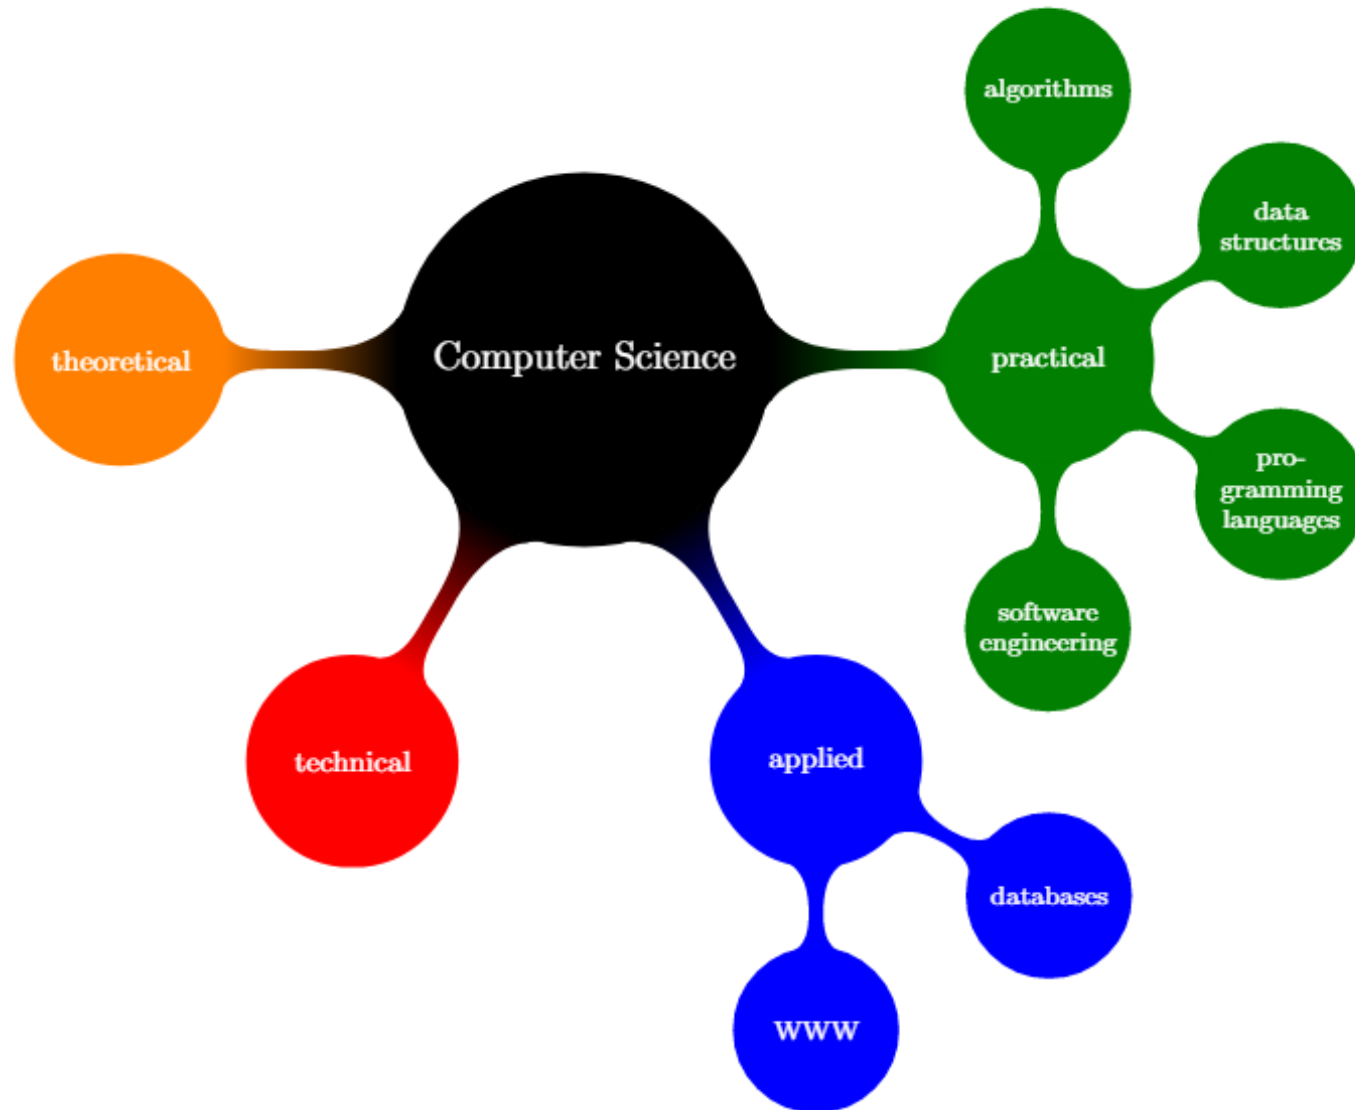 algorithms
data
structures
theoretical
Computer Science
practical
pro-
gramming
languages
software
engineering
technical
applied
databases
WWW